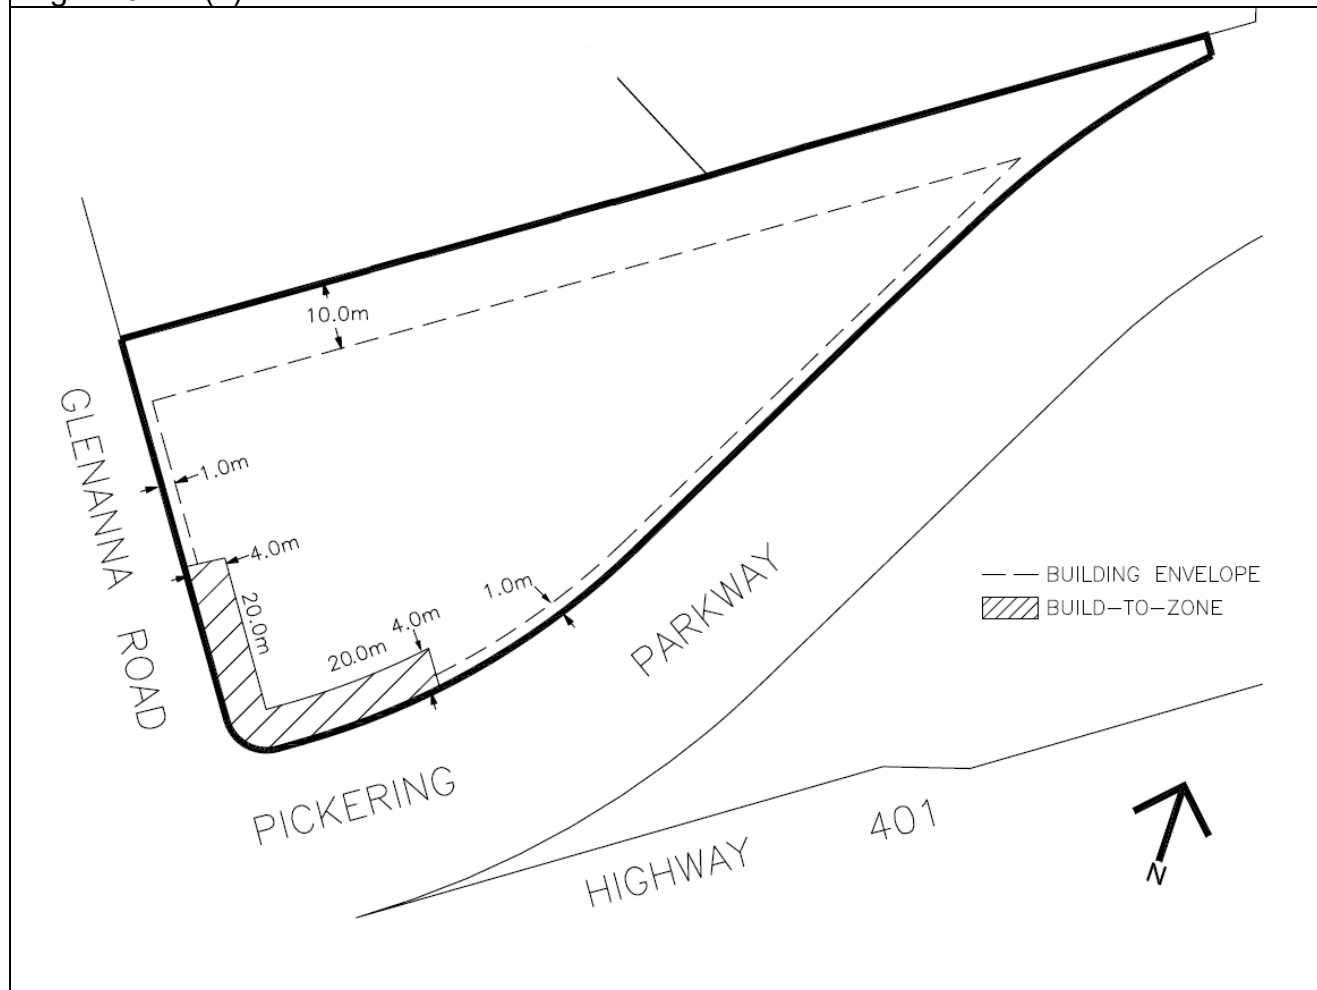 10.0m
GLENANNA ROAD
1.0m
4.0m
20.0m
20.0m
4.0m
1.0m
PICKERING PARKWAY
BUILDING ENVELOPE
BUILD-TO-ZONE
HIGHWAY 401
N